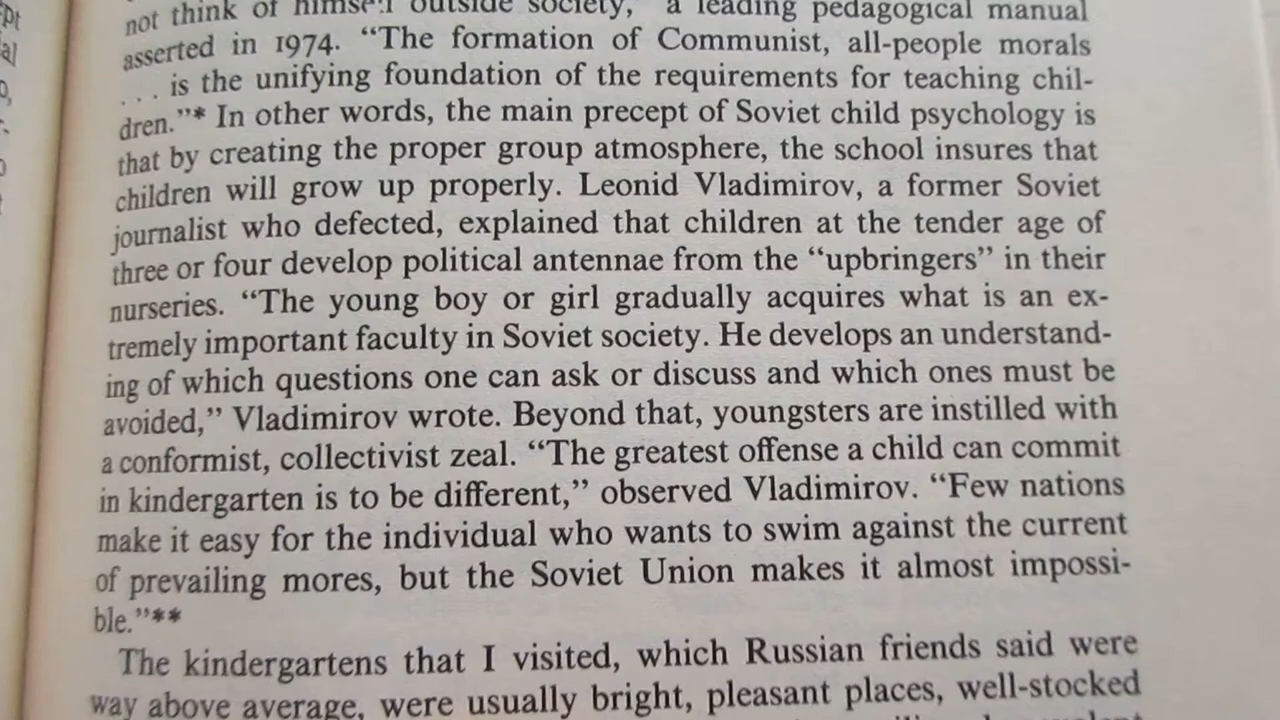 not think of himself outside society," a leading pedagogical manual
asserted in 1974. "The formation of Communist, all-people morals
. . . is the unifying foundation of the requirements for teaching chil-
dren."* In other words, the main precept of Soviet child psychology is
that by creating the proper group atmosphere, the school insures that
children will grow up properly. Leonid Vladimirov, a former Soviet
journalist who defected, explained that children at the tender age of
three or four develop political antennae from the "upbringers" in their
nurseries. "The young boy or girl gradually acquires what is an ex-
tremely important faculty in Soviet society. He develops an understand-
ing of which questions one can ask or discuss and which ones must be
avoided," Vladimirov wrote. Beyond that, youngsters are instilled with
a conformist, collectivist zeal. "The greatest offense a child can commit
in kindergarten is to be different," observed Vladimirov. "Few nations
make it easy for the individual who wants to swim against the current
of prevailing mores, but the Soviet Union makes it almost impossi-
ble."**
The kindergartens that I visited, which Russian friends said were
way above average, were usually bright, pleasant places, well-stocked